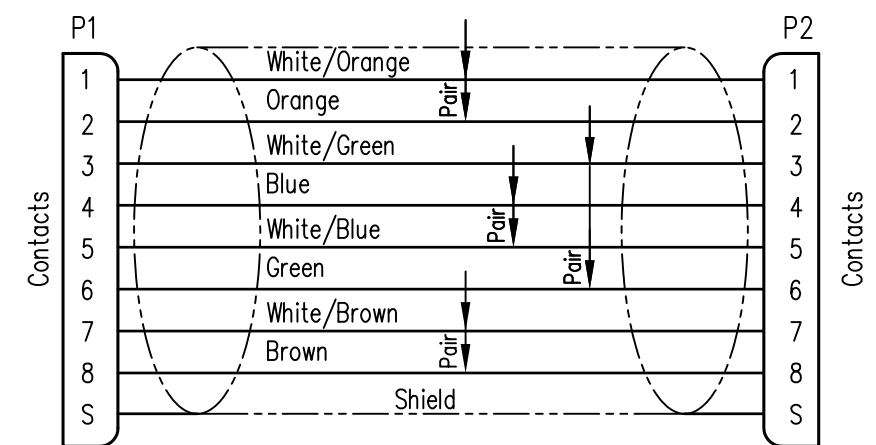 P1
P2
White/Orange
1
1
Orange
Pair
2
2
White/Green
3
3
Blue
4
4
White/Blue
Pair
5
5
Green
Pair
6
6
White/Brown
7
7
Brown
Pair
8
8
Shield
S
S
Contacts
Contacts